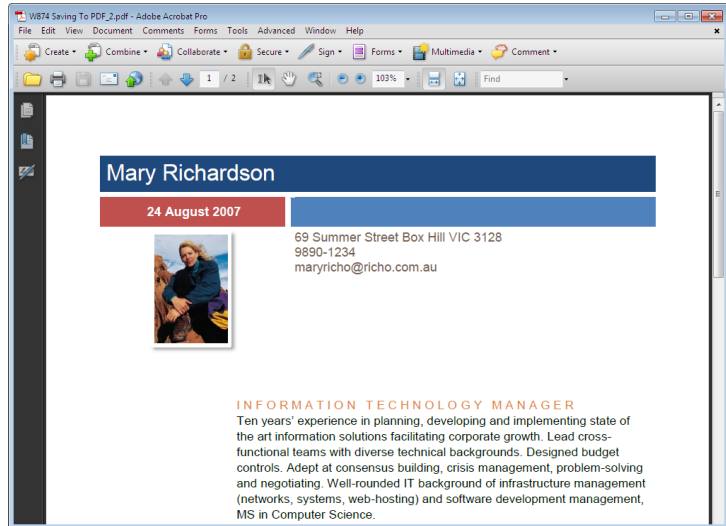 W874 Saving To PDF_2.pdf - Adobe Acrobat Pro
File Edit View Document Comments Forms Tools Advanced Window Help
Create Combine Collaborate Secure Sign Forms Multimedia Comment
1 / 2 103% Find
Mary Richardson
24 August 2007
69 Summer Street Box Hill VIC 3128
9890-1234
maryricho@richo.com.au
INFORMATION TECHNOLOGY MANAGER
Ten years' experience in planning, developing and implementing state of
the art information solutions facilitating corporate growth. Lead cross-
functional teams with diverse technical backgrounds. Designed budget
controls. Adept at consensus building, crisis management, problem-solving
and negotiating. Well-rounded IT background of infrastructure management
(networks, systems, web-hosting) and software development management,
MS in Computer Science.